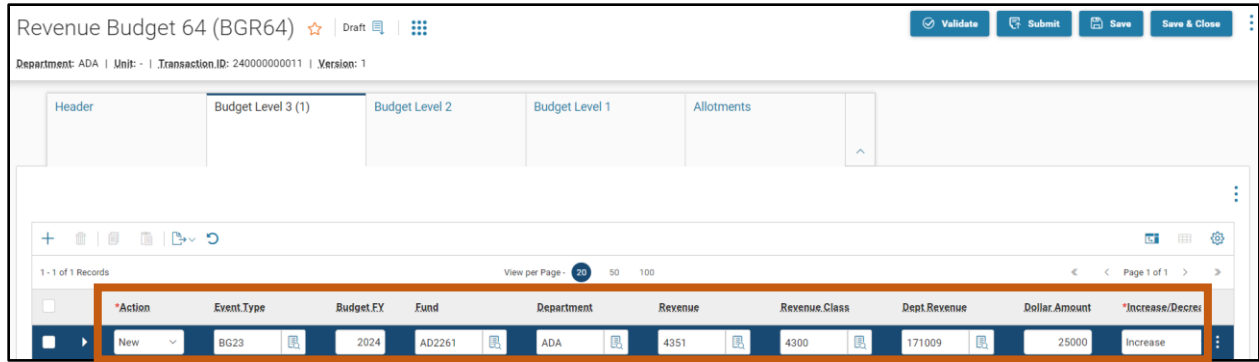 Revenue Budget 64 (BGR64) Draft Validate Submit Save Save & Close
Department: ADA | Unit: - | Transaction ID: 240000000011 | Version: 1
Header Budget Level 3 (1) Budget Level 2 Budget Level 1 Allotments
1 - 1 of 1 Records View per Page - 20 50 100 Page 1 of 1
*Action Event Type Budget FY Fund Department Revenue Revenue Class Dept Revenue Dollar Amount *Increase/Decrea
New BG23 2024 AD2261 ADA 4351 4300 171009 25000 Increase